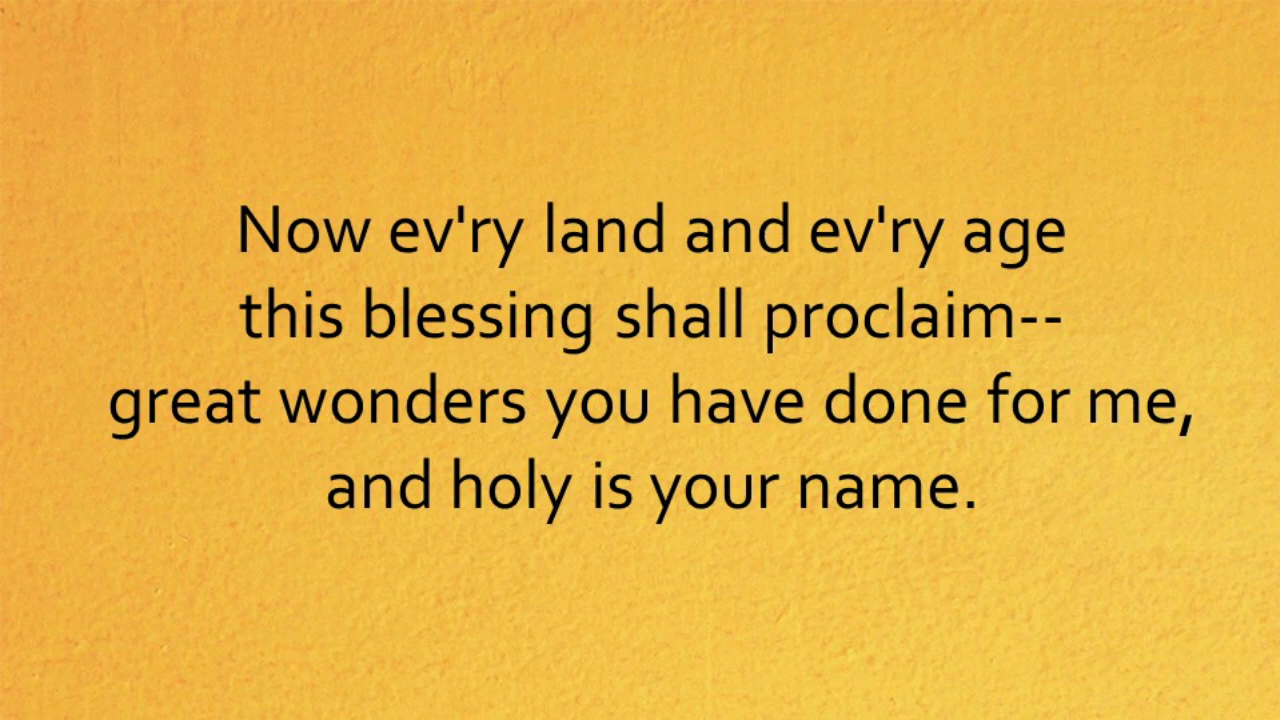 Now ev'ry land and ev'ry age
this blessing shall proclaim--
great wonders you have done for me,
and holy is your name.